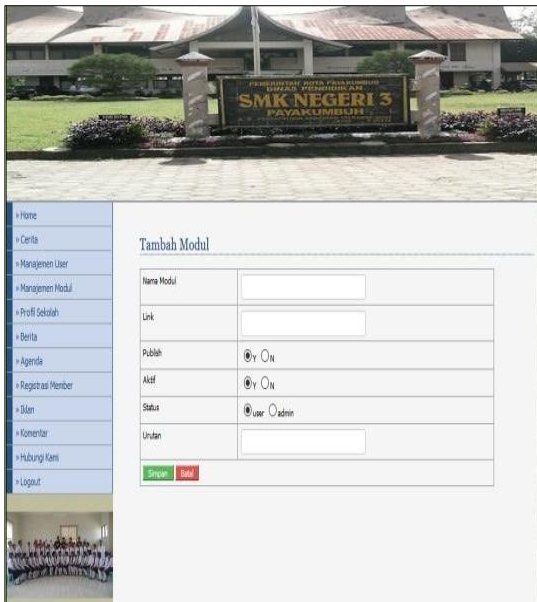 PEMERINTAH KOTA PAYAKUMBUH
DINAS PENDIDIKAN
SMK NEGERI 3
PAYAKUMBUH
» Home
» Cerita
» Manajemen User
» Manajemen Modul
» Profil Sekolah
» Berita
» Agenda
» Registrasi Member
» Iklan
» Komentar
» Hubungi Kami
» Logout
Tambah Modul
Nama Modul
Link
Publish Y N
Aktif Y N
Status user admin
Urutan
Simpan Batal